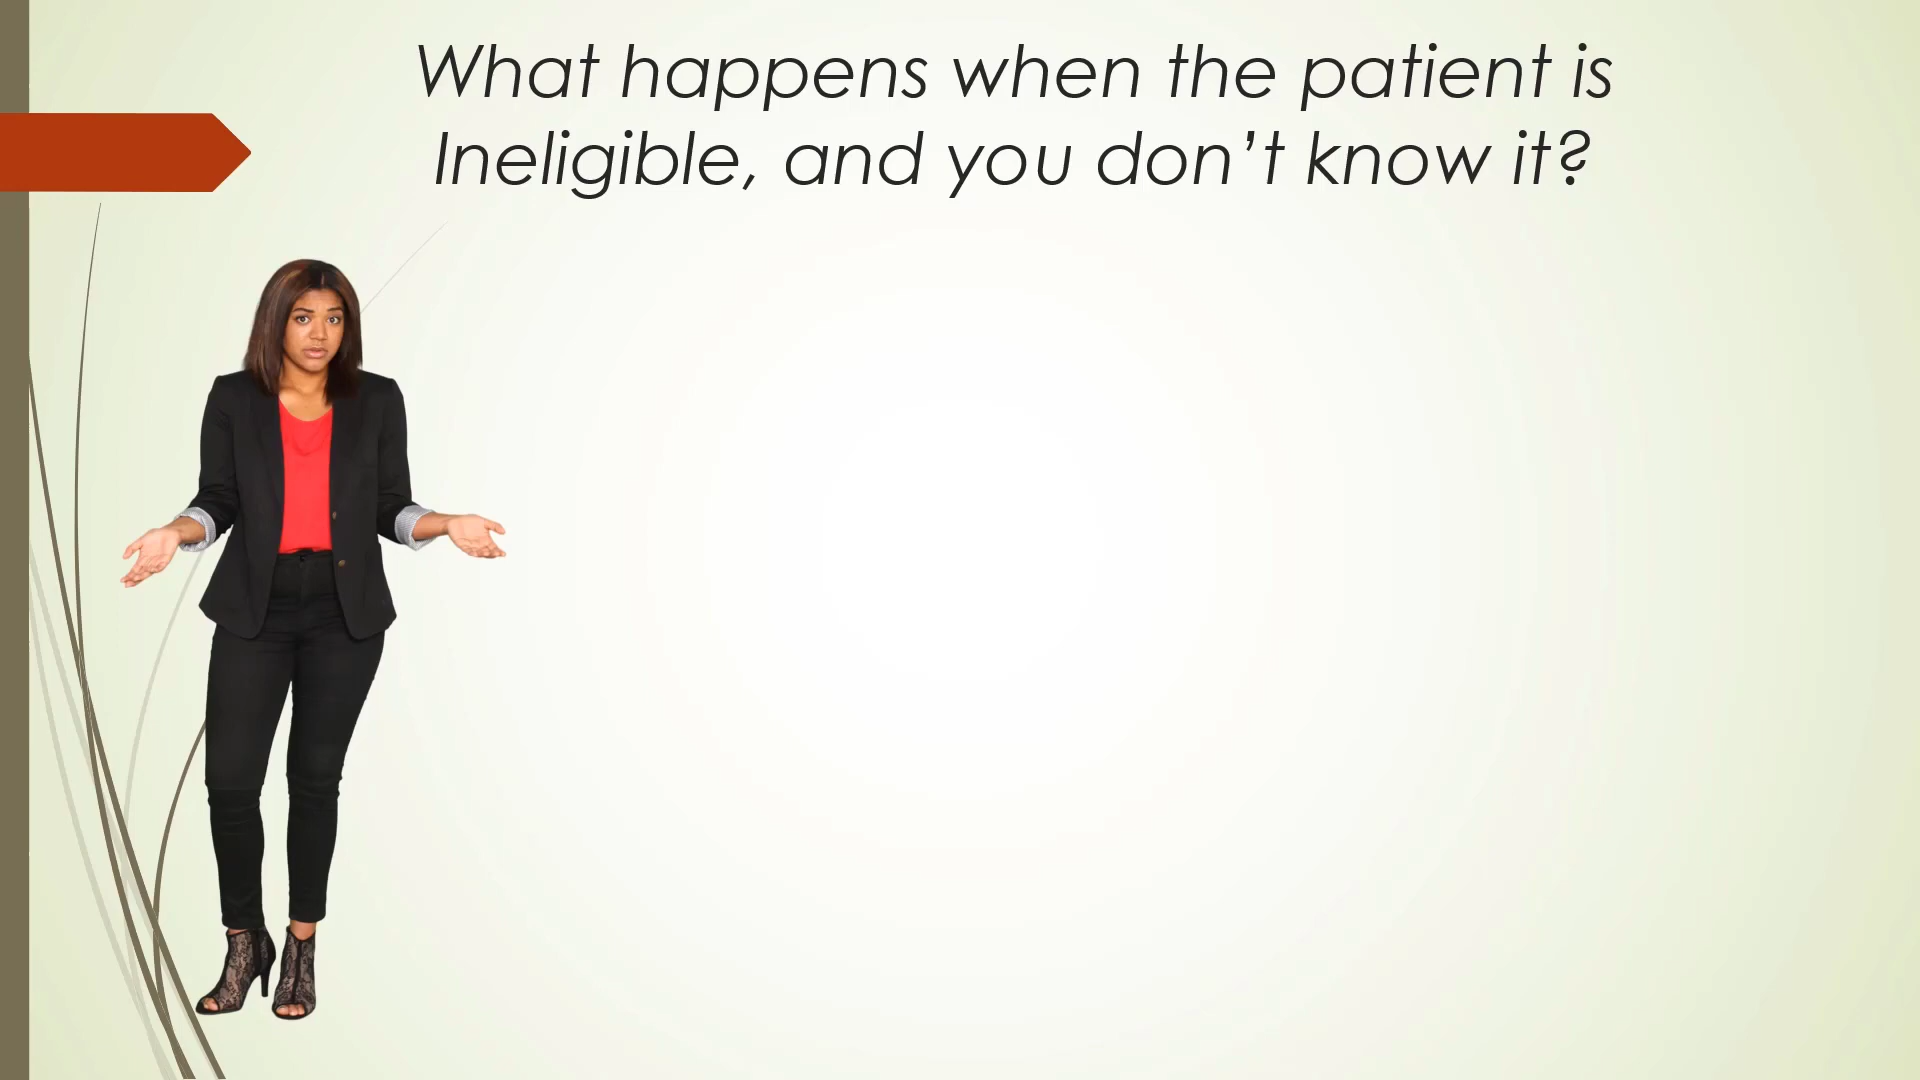 What happens when the patient is
Ineligible, and you don’t know it?